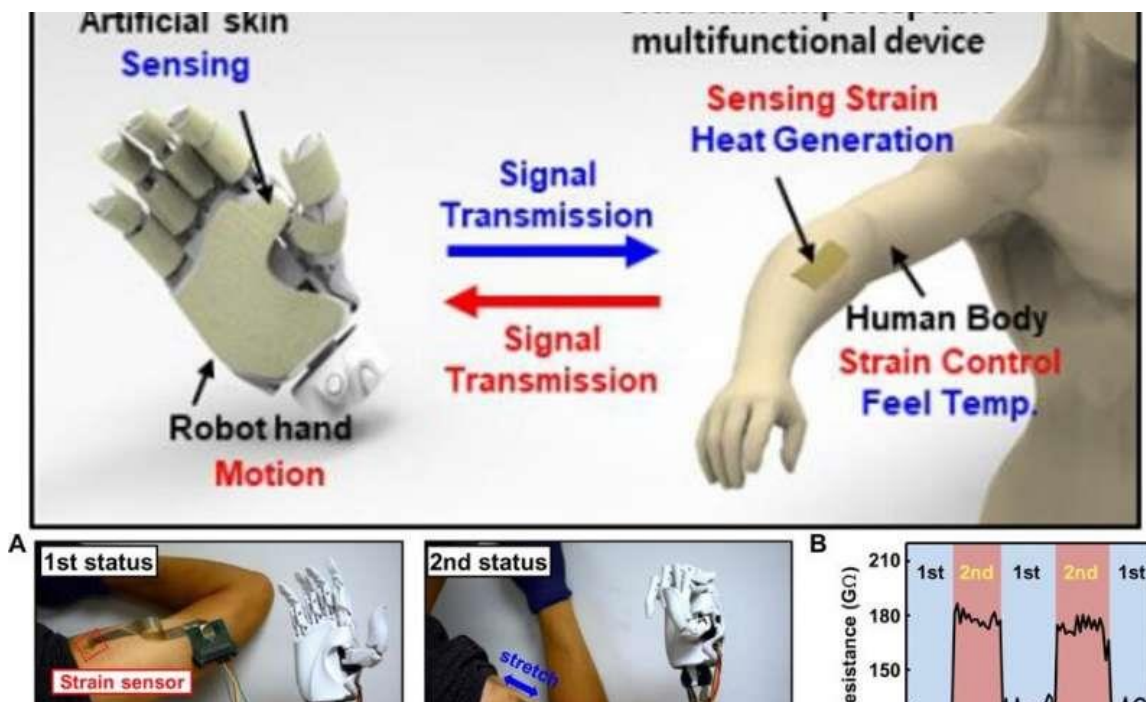 Artificial skin
Sensing
multifunctional device
Sensing Strain
Heat Generation
Signal
Transmission
Signal
Transmission
Human Body
Strain Control
Feel Temp.
Robot hand
Motion
A
1st status
Strain sensor
2nd status
stretch
B
210
180
150
1st
2nd
1st
2nd
1st
(GΩ)